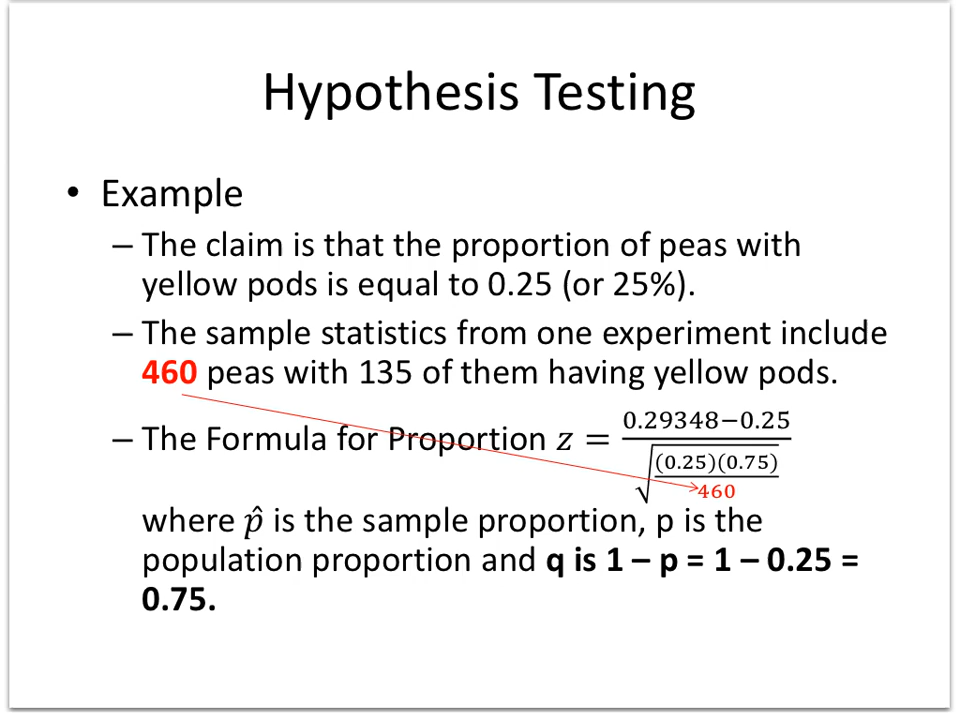 Hypothesis Testing
• Example
– The claim is that the proportion of peas with
yellow pods is equal to 0.25 (or 25%).
– The sample statistics from one experiment include
460 peas with 135 of them having yellow pods.
– The Formula for Proportion z = 0.29348−0.25 / √((0.25)(0.75) / 460)
where p̂ is the sample proportion, p is the
population proportion and q is 1 – p = 1 – 0.25 =
0.75.